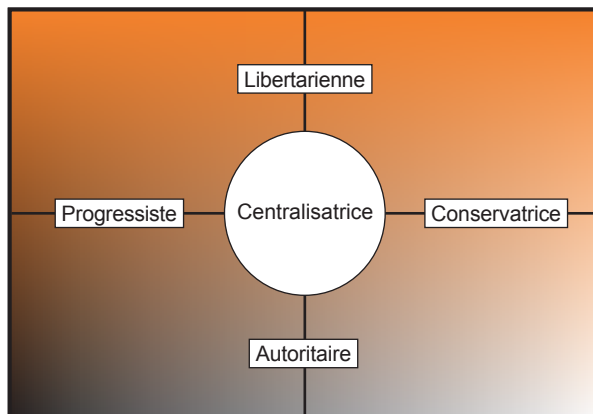 Libertarienne
Progressiste
Centralisatrice
Conservatrice
Autoritaire